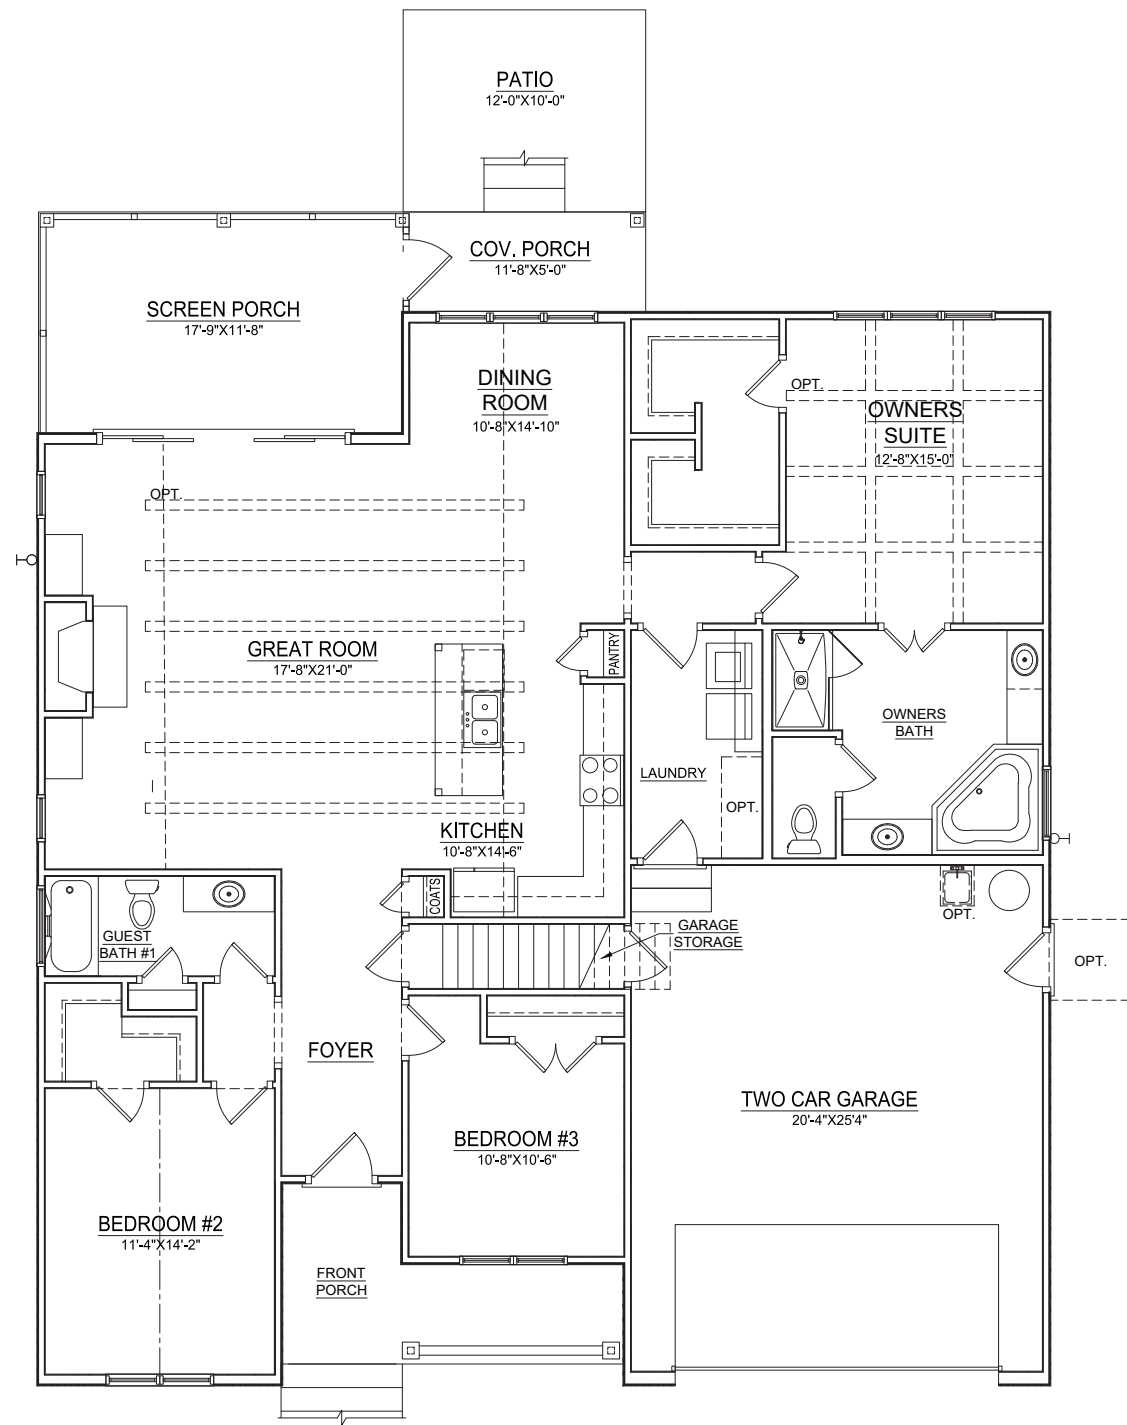 PATIO
12'-0"X10'-0"
COV. PORCH
11'-8"X5'-0"
SCREEN PORCH
17'-9"X11'-8"
DINING
ROOM
10'-8"X14'-10"
OPT.
OWNERS
SUITE
12'-8"X15'-0"
OPT.
GREAT ROOM
17'-8"X21'-0"
PANTRY
OWNERS
BATH
LAUNDRY
OPT.
KITCHEN
10'-8"X14'-6"
COATS
GUEST
BATH #1
GARAGE
STORAGE
OPT.
OPT.
FOYER
TWO CAR GARAGE
20'-4"X25'4"
BEDROOM #3
10'-8"X10'-6"
BEDROOM #2
11'-4"X14'-2"
FRONT
PORCH